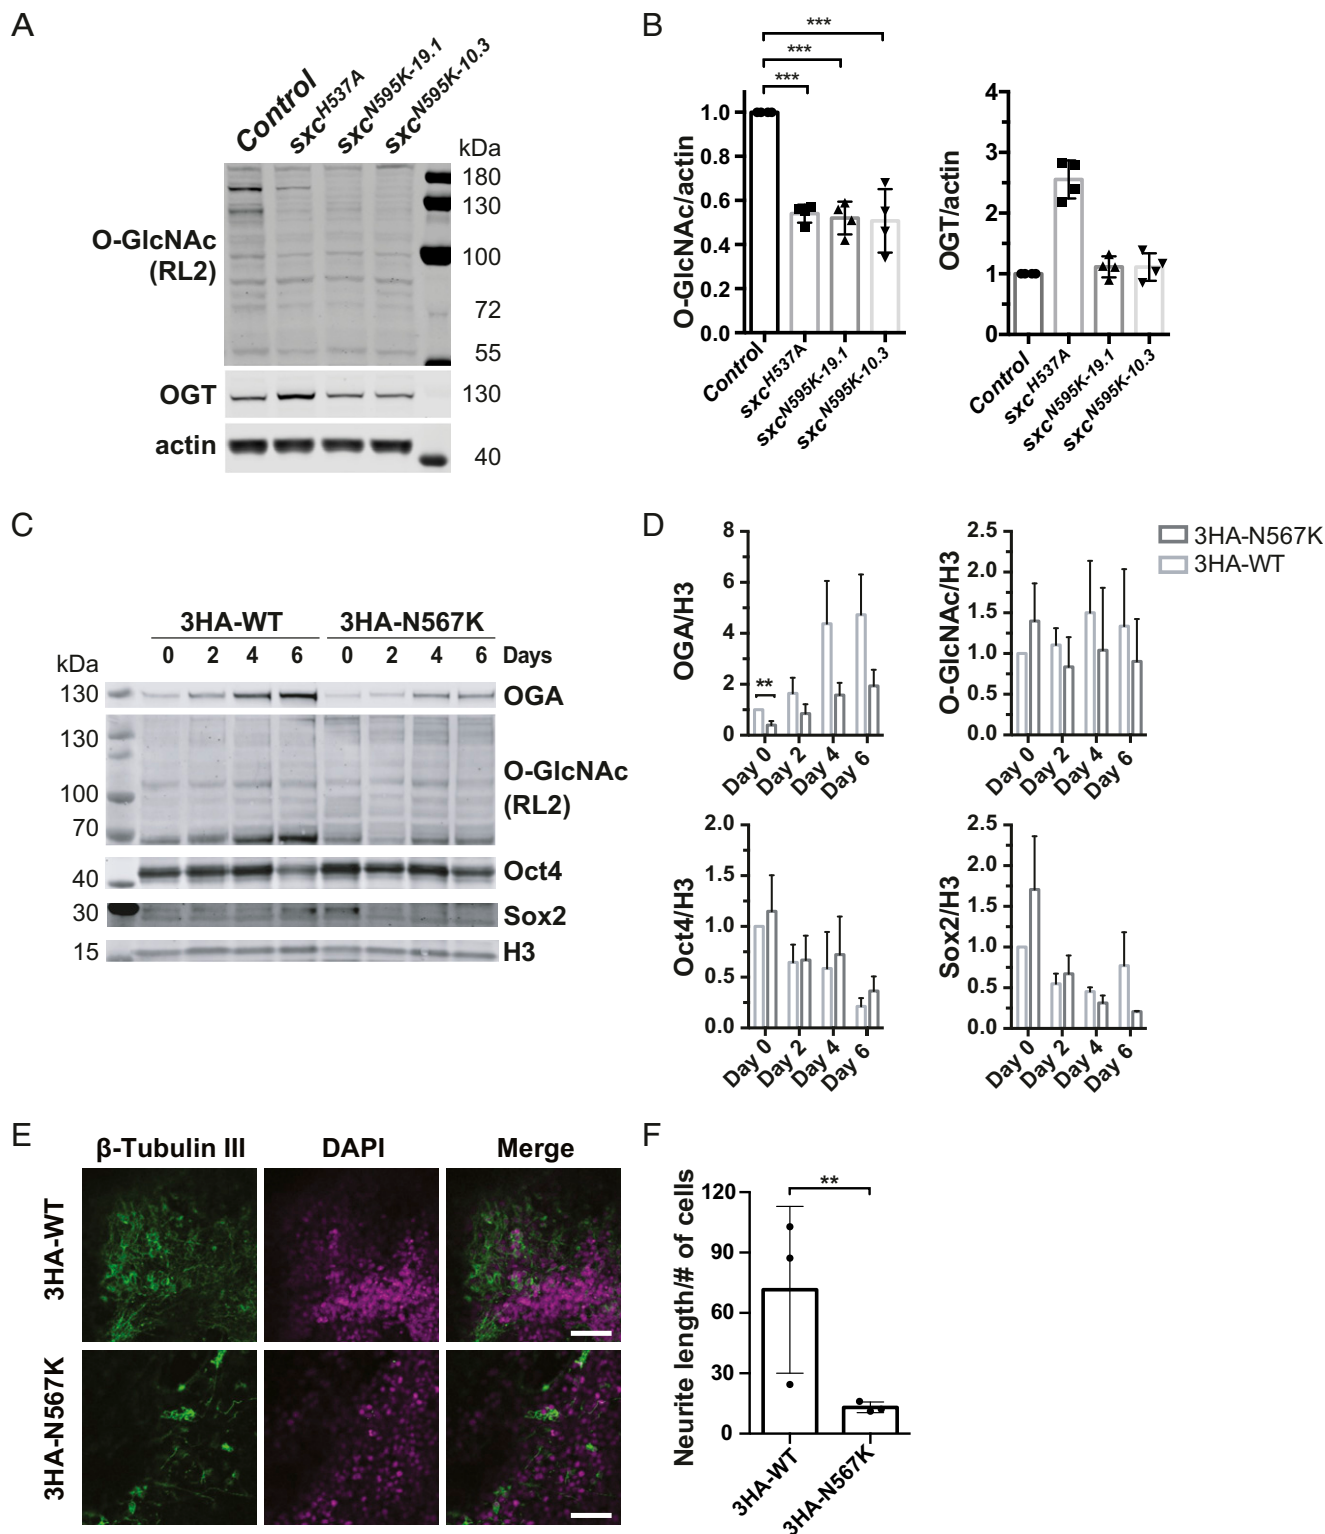 A
Control
sxcH537A
sxcN595K-19.1
sxcN595K-10.3
kDa
180
130
O-GlcNAc
(RL2)
100
72
55
OGT
130
actin
40
B
***
***
***
O-GlcNAc/actin
1.0
0.8
0.6
0.4
0.2
0.0
Control
sxcH537A
sxcN595K-19.1
sxcN595K-10.3
OGT/actin
4
3
2
1
0
Control
sxcH537A
sxcN595K-19.1
sxcN595K-10.3
C
3HA-WT
3HA-N567K
kDa
0 2 4 6 0 2 4 6 Days
130
OGA
130
100
70
O-GlcNAc
(RL2)
40
Oct4
30
Sox2
15
H3
D
OGA/H3
8
6
4
2
0
**
Day 0
Day 2
Day 4
Day 6
O-GlcNAc/H3
2.5
2.0
1.5
1.0
0.5
0.0
Day 0
Day 2
Day 4
Day 6
3HA-N567K
3HA-WT
Oct4/H3
2.0
1.5
1.0
0.5
0.0
Day 0
Day 2
Day 4
Day 6
Sox2/H3
2.5
2.0
1.5
1.0
0.5
0.0
Day 0
Day 2
Day 4
Day 6
E
β-Tubulin III
DAPI
Merge
3HA-WT
3HA-N567K
F
**
Neurite length/# of cells
120
90
60
30
0
3HA-WT
3HA-N567K